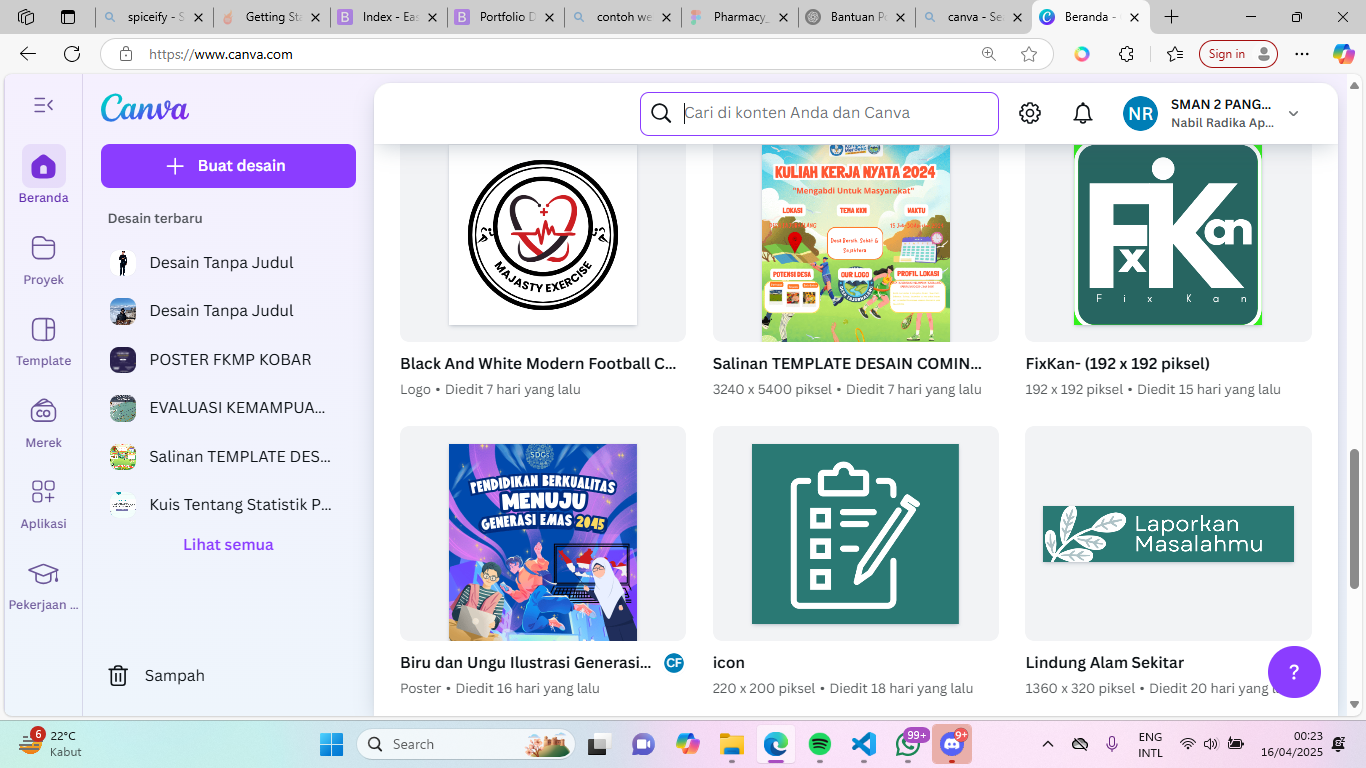 spiceify - S
Getting Sta
Index - Eas
Portfolio D
contoh we
Pharmacy_
Bantuan Po
canva - Sea
Beranda -
https://www.canva.com
Sign in
Canva
Cari di konten Anda dan Canva
NR
SMAN 2 PANG...
Nabil Radika Ap...
Buat desain
Beranda
Proyek
Template
Merek
Aplikasi
Pekerjaan ...
Desain terbaru
Desain Tanpa Judul
Desain Tanpa Judul
POSTER FKMP KOBAR
EVALUASI KEMAMPUA...
Salinan TEMPLATE DES...
Kuis Tentang Statistik P...
Lihat semua
Sampah
MAJASTY EXERCISE
Black And White Modern Football C...
Logo • Diedit 7 hari yang lalu
KULIAH KERJA NYATA 2024
"Mengabdi Untuk Masyarakat"
LOKASI
TEMA KKN
WAKTU
POTENSI DESA
OUR LOGO
PROFIL LOKASI
Salinan TEMPLATE DESAIN COMIN...
3240 x 5400 piksel • Diedit 7 hari yang lalu
FixKan
Fix Kan
FixKan- (192 x 192 piksel)
192 x 192 piksel • Diedit 15 hari yang lalu
SDGs
PENDIDIKAN BERKUALITAS
MENUJU
GENERASI EMAS 2045
Biru dan Ungu Ilustrasi Generasi...
CF
Poster • Diedit 16 hari yang lalu
icon
220 x 200 piksel • Diedit 18 hari yang lalu
Laporkan
Masalahmu
Lindung Alam Sekitar
1360 x 320 piksel • Diedit 20 hari yang
?
6
22°C
Kabut
Search
99+
9+
ENG
INTL
00:23
16/04/2025